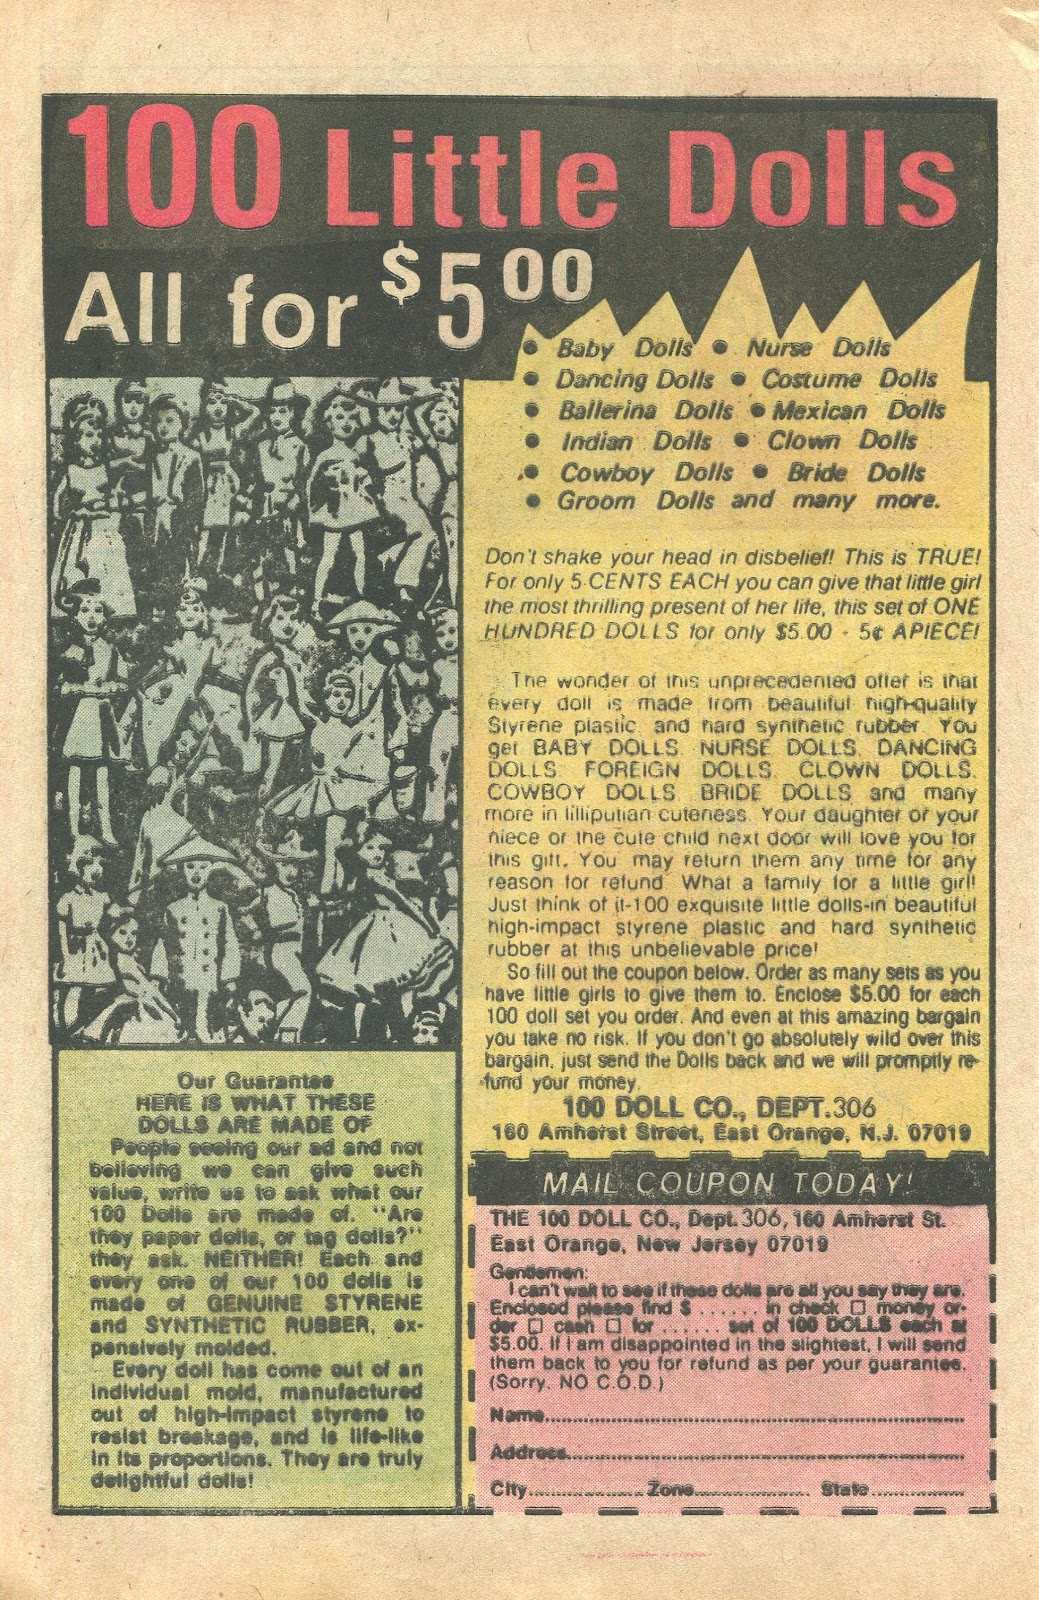 100 Little Dolls
All for $5.00
• Baby Dolls • Nurse Dolls
• Dancing Dolls • Costume Dolls
• Ballerina Dolls • Mexican Dolls
• Indian Dolls • Clown Dolls
• Cowboy Dolls • Bride Dolls
• Groom Dolls and many more.
Don't shake your head in disbelief! This is TRUE!
For only 5 CENTS EACH you can give that little girl
the most thrilling present of her life, this set of ONE
HUNDRED DOLLS for only $5.00 - 5¢ APIECE!
The wonder of this unprecedented offer is that
every doll is made from beautiful high-quality
Styrene plastic and hard synthetic rubber. You
get BABY DOLLS. NURSE DOLLS. DANCING
DOLLS. FOREIGN DOLLS. CLOWN DOLLS.
COWBOY DOLLS. BRIDE DOLLS and many
more in lilliputian cuteness. Your daughter or your
niece or the cute child next door will love you for
this gift. You may return them any time for any
reason for refund. What a family for a little girl!
Just think of it-100 exquisite little dolls-in beautiful
high-impact styrene plastic and hard synthetic
rubber at this unbelievable price!
So fill out the coupon below. Order as many sets as you
have little girls to give them to. Enclose $5.00 for each
100 doll set you order. And even at this amazing bargain
you take no risk. If you don't go absolutely wild over this
bargain, just send the Dolls back and we will promptly re-
fund your money.
100 DOLL CO., DEPT.306
160 Amherst Street, East Orange, N.J. 07019
Our Guarantee
HERE IS WHAT THESE
DOLLS ARE MADE OF
People seeing our ad and not
believing we can give such
value, write us to ask what our
100 Dolls are made of. "Are
they paper dolls, or tag dolls?"
they ask. NEITHER! Each and
every one of our 100 dolls is
made of GENUINE STYRENE
and SYNTHETIC RUBBER, ex-
pensively molded.
Every doll has come out of an
individual mold, manufactured
out of high-impact styrene to
resist breakage, and is life-like
in its proportions. They are truly
delightful dolls!
MAIL COUPON TODAY!
THE 100 DOLL CO., Dept.306, 160 Amherst St.
East Orange, New Jersey 07019
Gentlemen:
I can't wait to see if these dolls are all you say they are.
Enclosed please find $ ...... in check □ money or-
der □ cash □ for ...... set of 100 DOLLS each at
$5.00. If I am disappointed in the slightest, I will send
them back to you for refund as per your guarantee.
(Sorry, NO C.O.D.)
Name......................................................
Address...................................................
City.................... Zone.................... State................